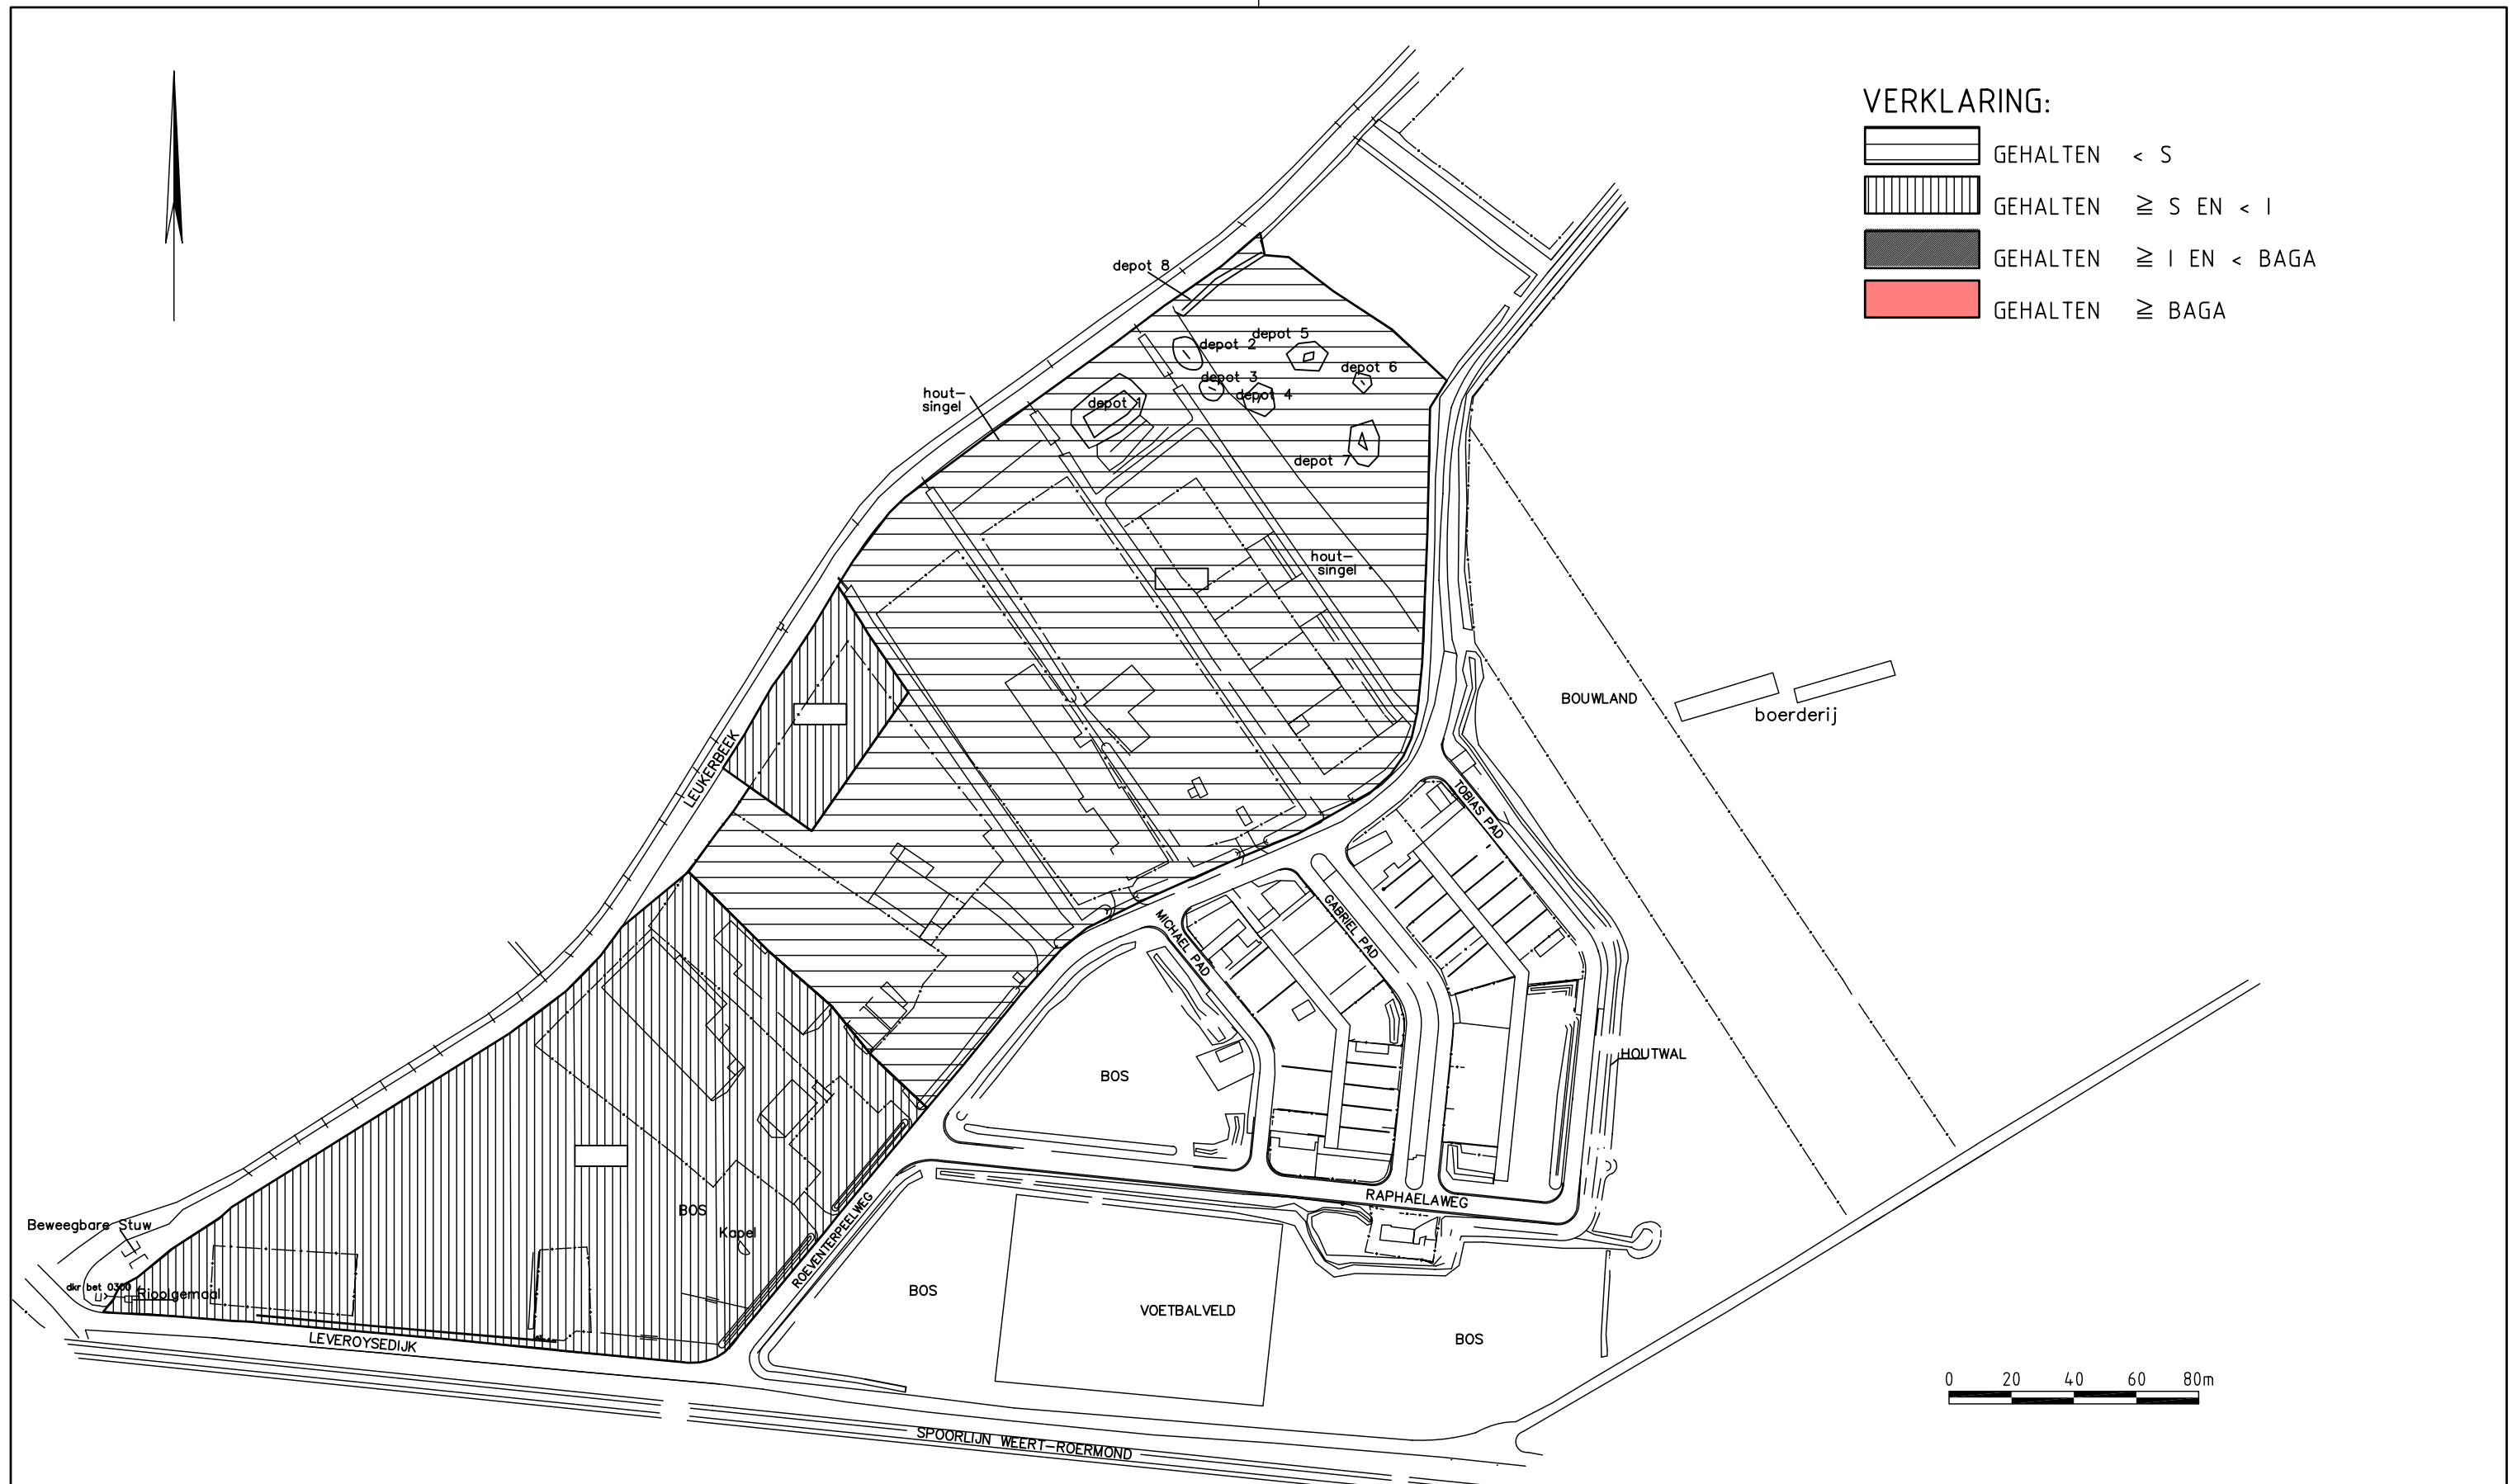 VERKLARING:
GEHALTEN < S
GEHALTEN ≧ S EN < I
GEHALTEN ≧ I EN < BAGA
GEHALTEN ≧ BAGA
depot 8
depot 5
depot 2
depot 6
depot 3
depot 4
depot 1
hout-
singel
depot 7
hout-
singel
BOUWLAND
boerderij
LEUKERBEEK
TOBIAS PAD
GABRIEL PAD
MICHAEL PAD
HOUTWAL
BOS
RAPHAELAWEG
BOS
Kapel
ROEVENTERPEELWEG
Beweegbare Stuw
dkr bet 0300
Rioolgemaal
BOS
VOETBALVELD
BOS
LEVEROYSEDIJK
0 20 40 60 80m
SPOORLIJN WEERT-ROERMOND